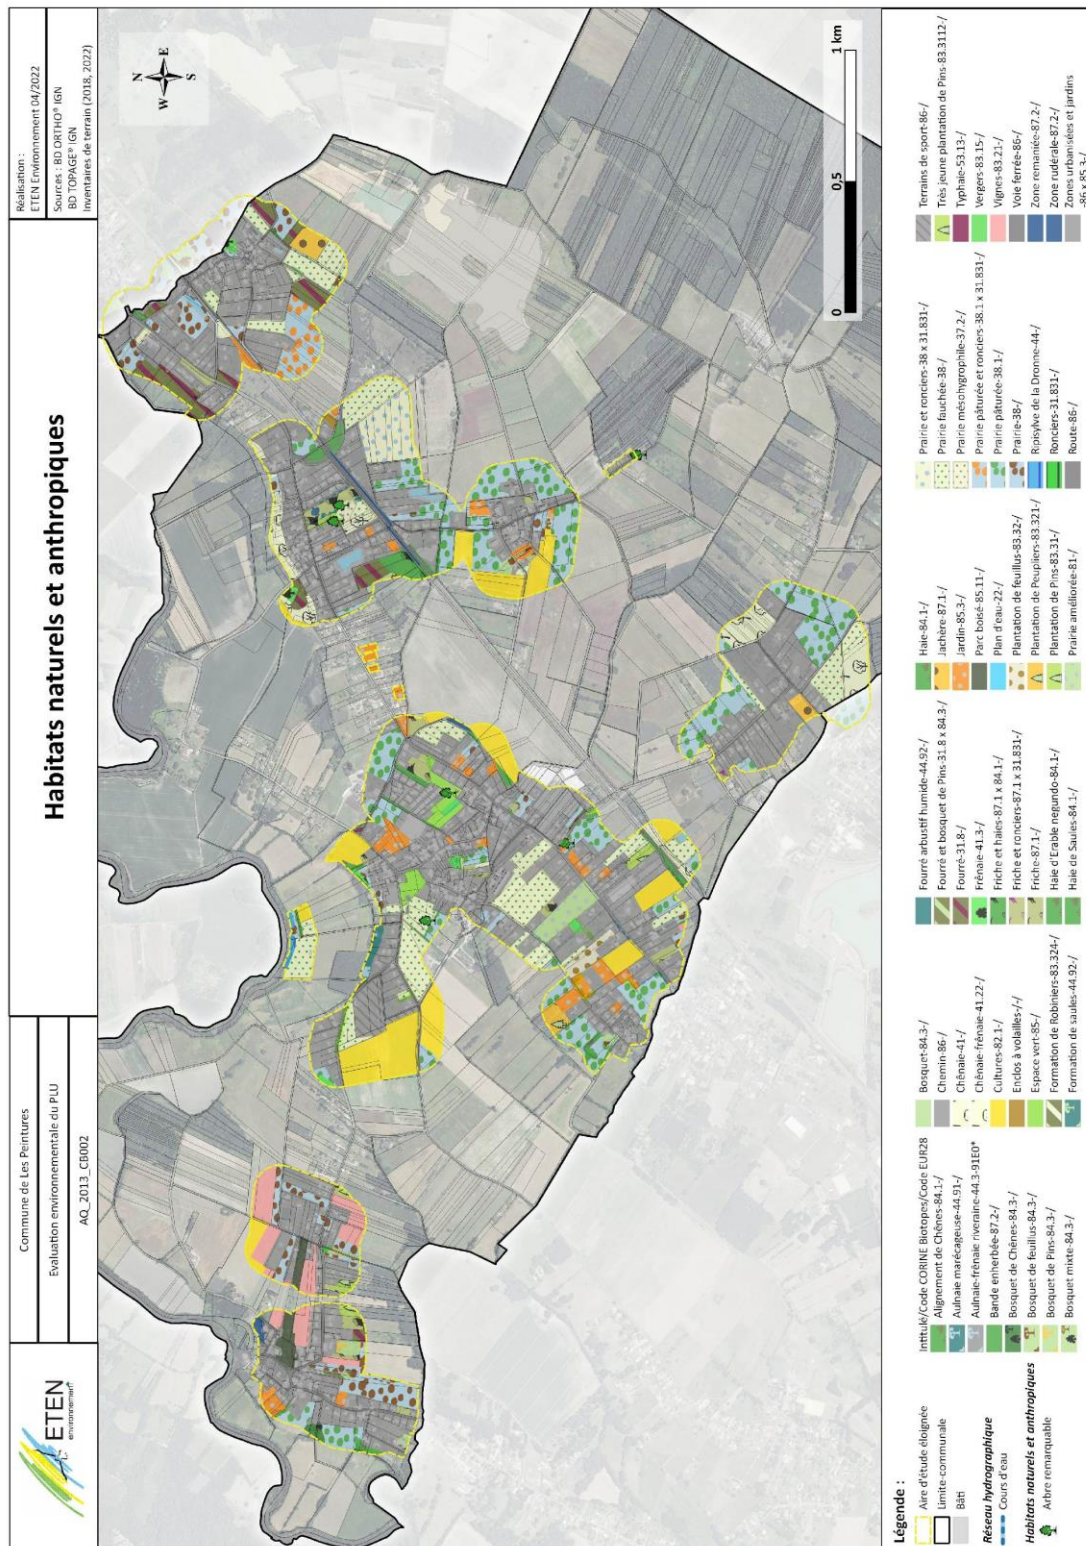 ETEN
environnement
Commune de Les Peintures
Evaluation environnementale du PLU
AQ_2013_CB002
Habitats naturels et anthropiques
Réalisation :
ETEN Environnement 04/2022
Sources : BD ORTHO® IGN
BD TOPAGE® IGN
Inventaires de terrain (2018, 2022)
N
W
E
S
0
0,5
1 km
Légende :
Aire d'étude éloignée
Limite-communale
Bâti
Réseau hydrographique
Cours d'eau
Habitats naturels et anthropiques
Arbre remarquable
Intitulé/Code CORINE Biotopes/Code EUR28
Alignement de Chênes-84.1-/
Aulnaie marécageuse-44.91-/
Aulnaie-frênaie riveraine-44.3-91E0*
Bande enherbée-87.2-/
Bosquet de Chênes-84.3-/
Bosquet de feuillus-84.3-/
Bosquet de Pins-84.3-/
Bosquet mixte-84.3-/
Bosquet-84.3-/
Chemin-86-/
Chênaie-41-/
Chênaie-frênaie-41.22-/
Cultures-82.1-/
Enclos à volailles-/-/
Espace vert-85-/
Formation de Robiniers-83.324-/
Formation de saules-44.92-/
Fourré arbustif humide-44.92-/
Fourré et bosquet de Pins-31.8 x 84.3-/
Fourré-31.8-/
Frênaie-41.3-/
Friche et haies-87.1 x 84.1-/
Friche et ronciers-87.1 x 31.831-/
Friche-87.1-/
Haie d'Erable negundo-84.1-/
Haie de Saules-84.1-/
Haie-84.1-/
Jachère-87.1-/
Jardin-85.3-/
Parc boisé-85.11-/
Plan d'eau-22-/
Plantation de feuillus-83.32-/
Plantation de Peupliers-83.321-/
Plantation de Pins-83.31-/
Prairie améliorée-81-/
Prairie et ronciers-38 x 31.831-/
Prairie fauchée-38-/
Prairie mésohygrophile-37.2-/
Prairie pâturée et ronciers-38.1 x 31.831-/
Prairie pâturée-38.1-/
Prairie-38-/
Ripisylve de la Dronne-44-/
Ronciers-31.831-/
Route-86-/
Terrains de sport-86-/
Très jeune plantation de Pins-83.3112-/
Typhaie-53.13-/
Vergers-83.15-/
Vignes-83.21-/
Voie ferrée-86-/
Zone remaniée-87.2-/
Zone rudérale-87.2-/
Zones urbanisées et jardins
-86 x 85.3-/